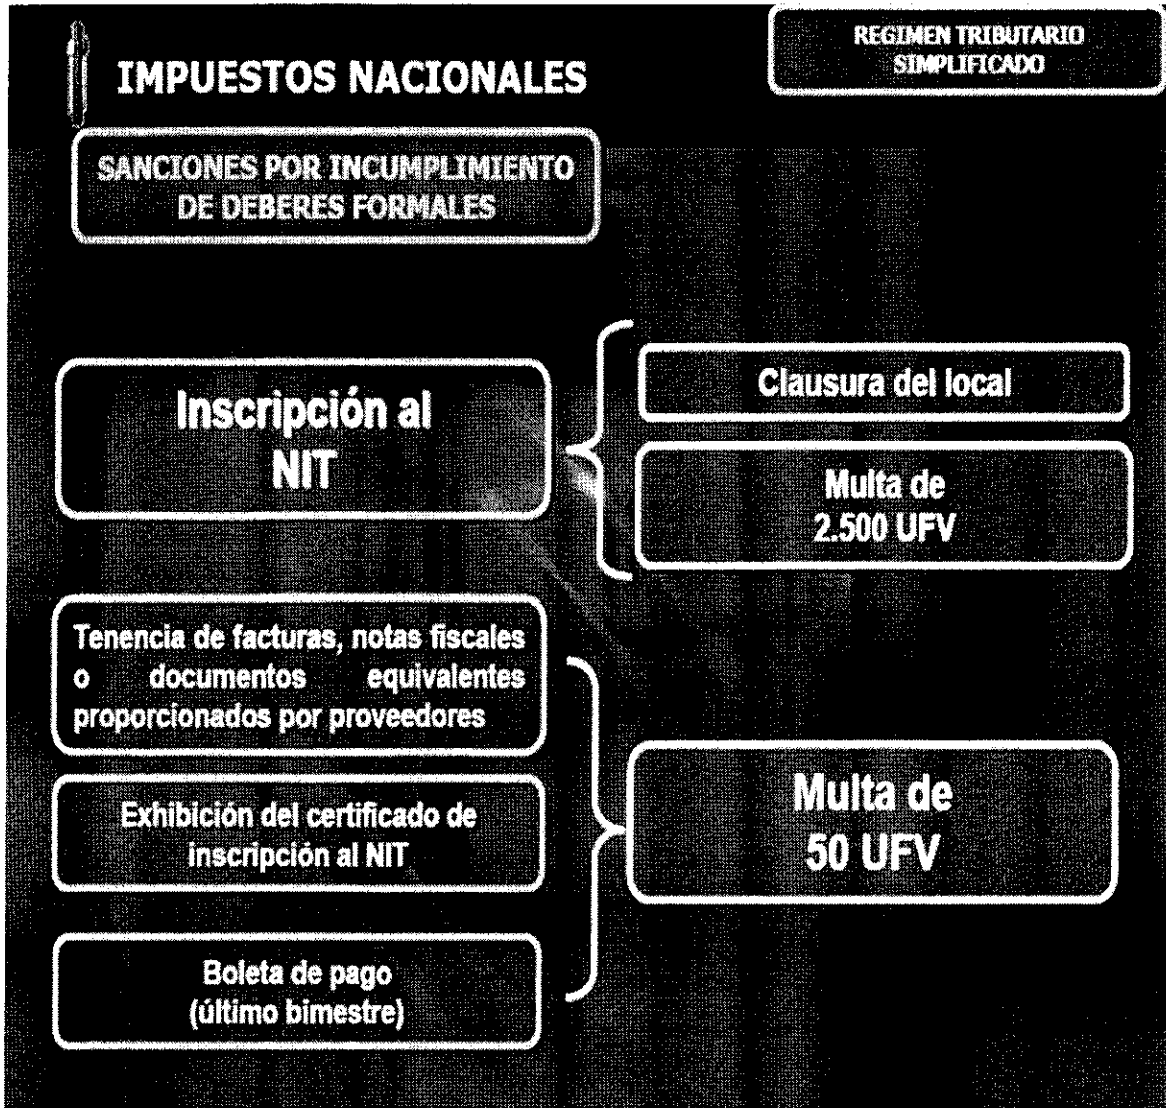 REGIMEN TRIBUTARIO
SIMPLIFICADO
IMPUESTOS NACIONALES
SANCIONES POR INCUMPLIMIENTO
DE DEBERES FORMALES
Inscripción al
NIT
Clausura del local
Multa de
2.500 UFV
Tenencia de facturas, notas fiscales
o documentos equivalentes
proporcionados por proveedores
Exhibición del certificado de
inscripción al NIT
Boleta de pago
(último bimestre)
Multa de
50 UFV